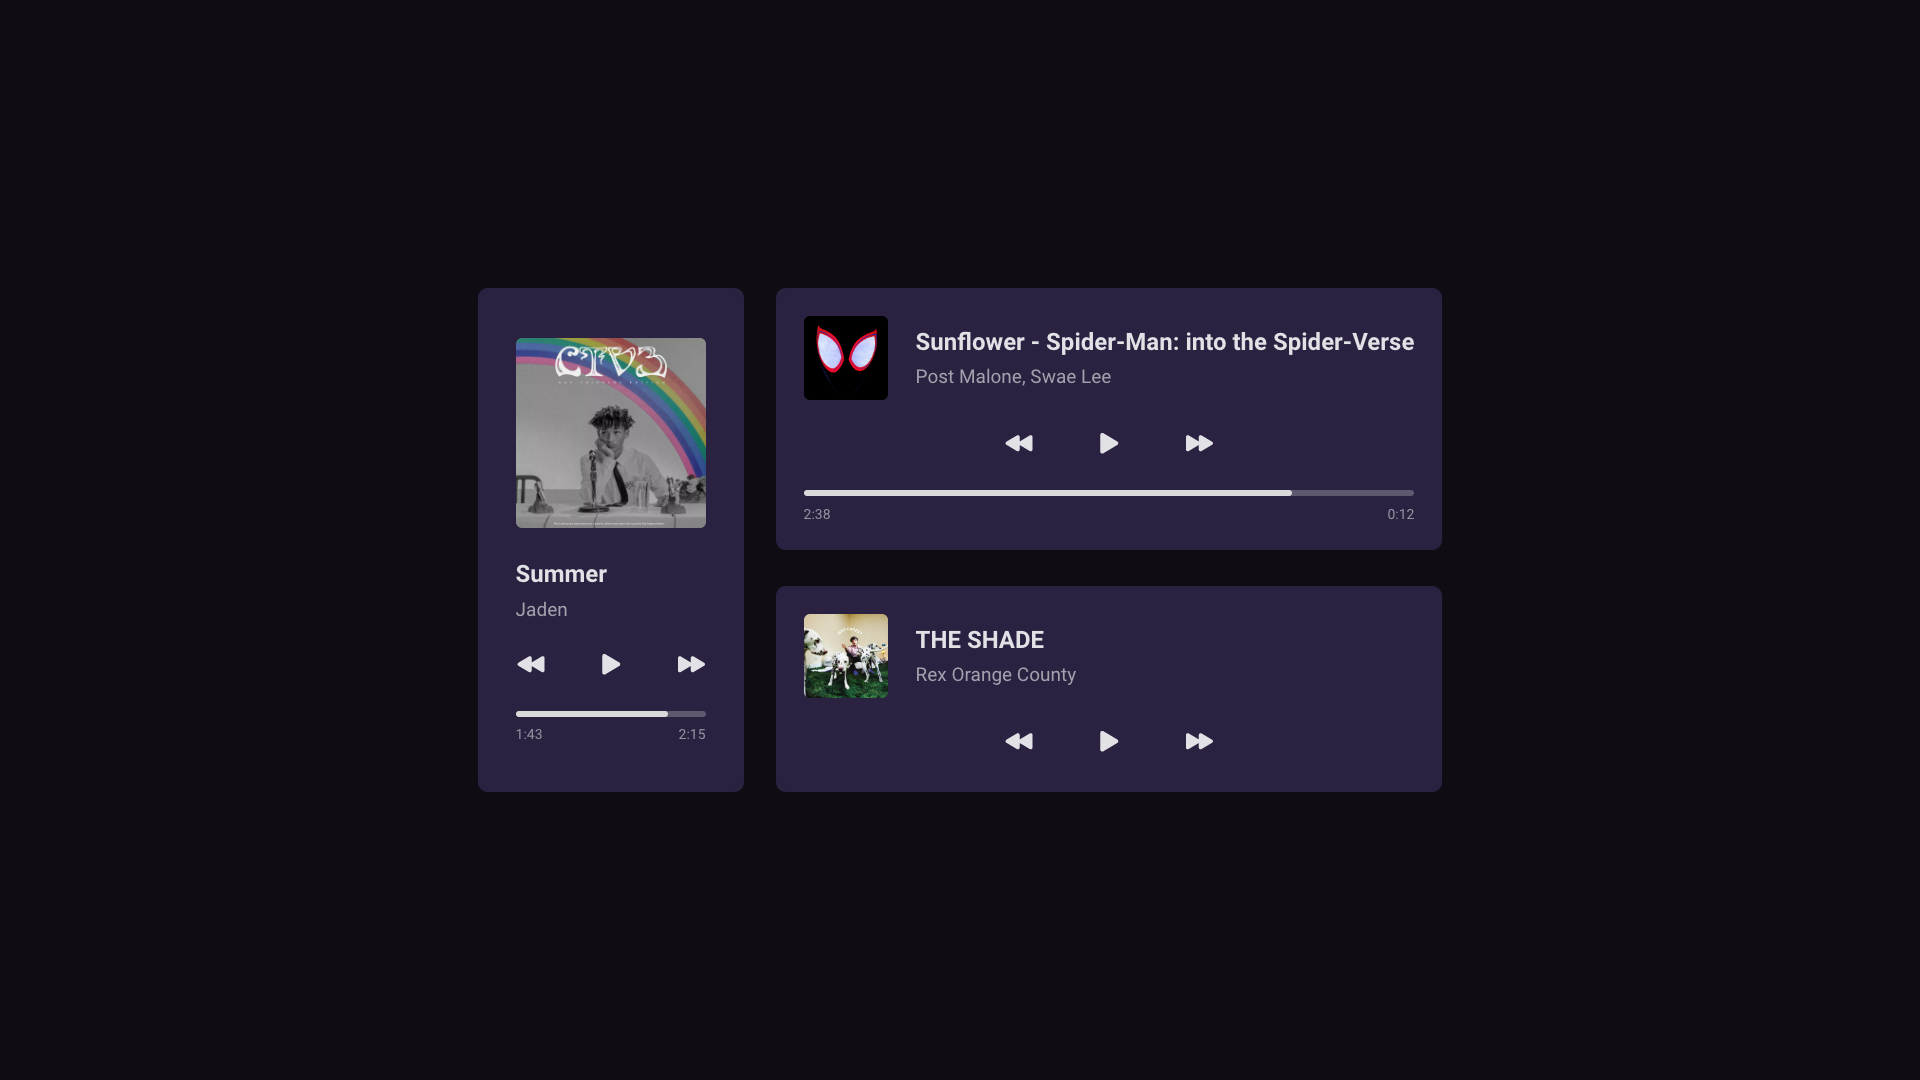 CTV3
Summer
Jaden
1:43 2:15
Sunflower - Spider-Man: into the Spider-Verse
Post Malone, Swae Lee
2:38 0:12
THE SHADE
Rex Orange County